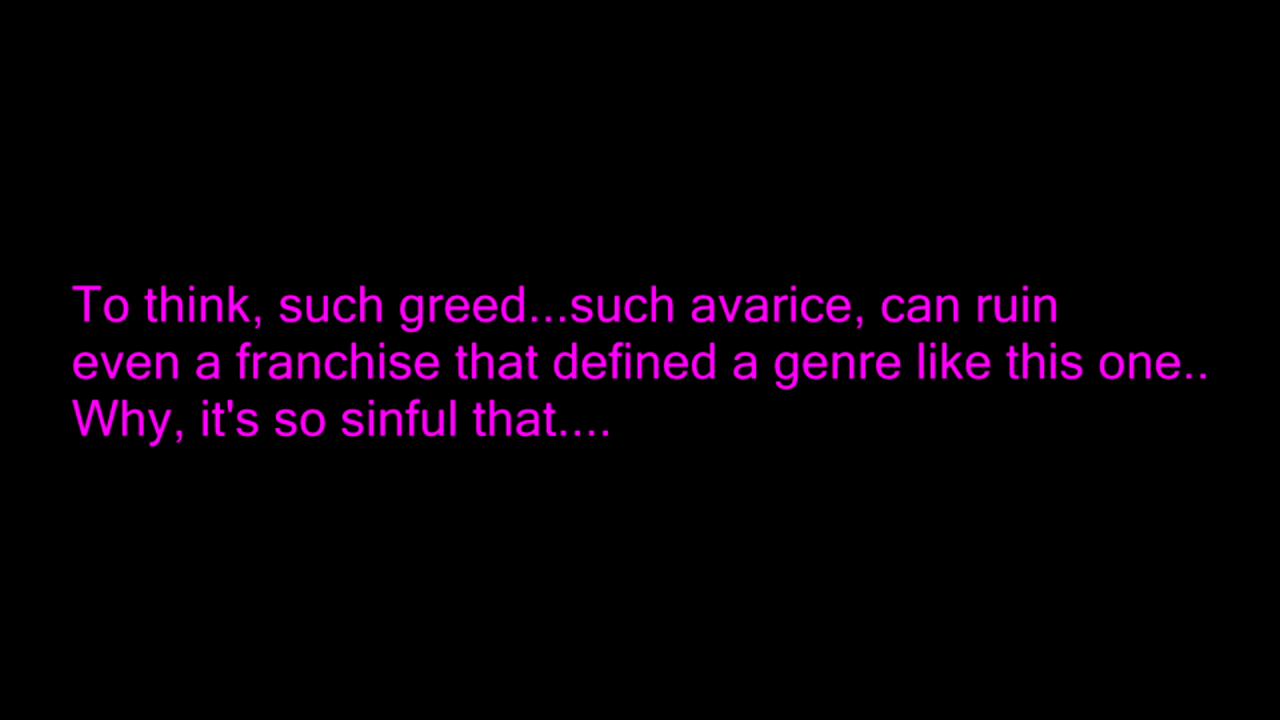 To think, such greed...such avarice, can ruin
even a franchise that defined a genre like this one..
Why, it's so sinful that....